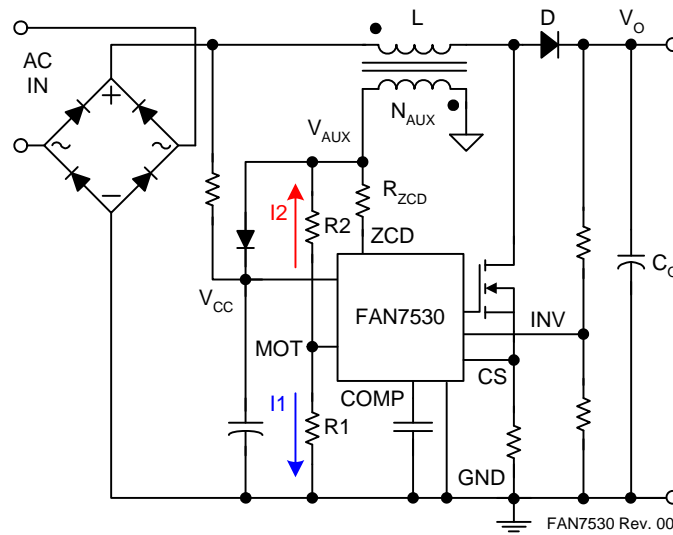 L
D
VO
AC
IN
NAUX
VAUX
I2
R2
RZCD
ZCD
VCC
FAN7530
CO
INV
MOT
CS
COMP
I1
R1
GND
FAN7530 Rev. 00